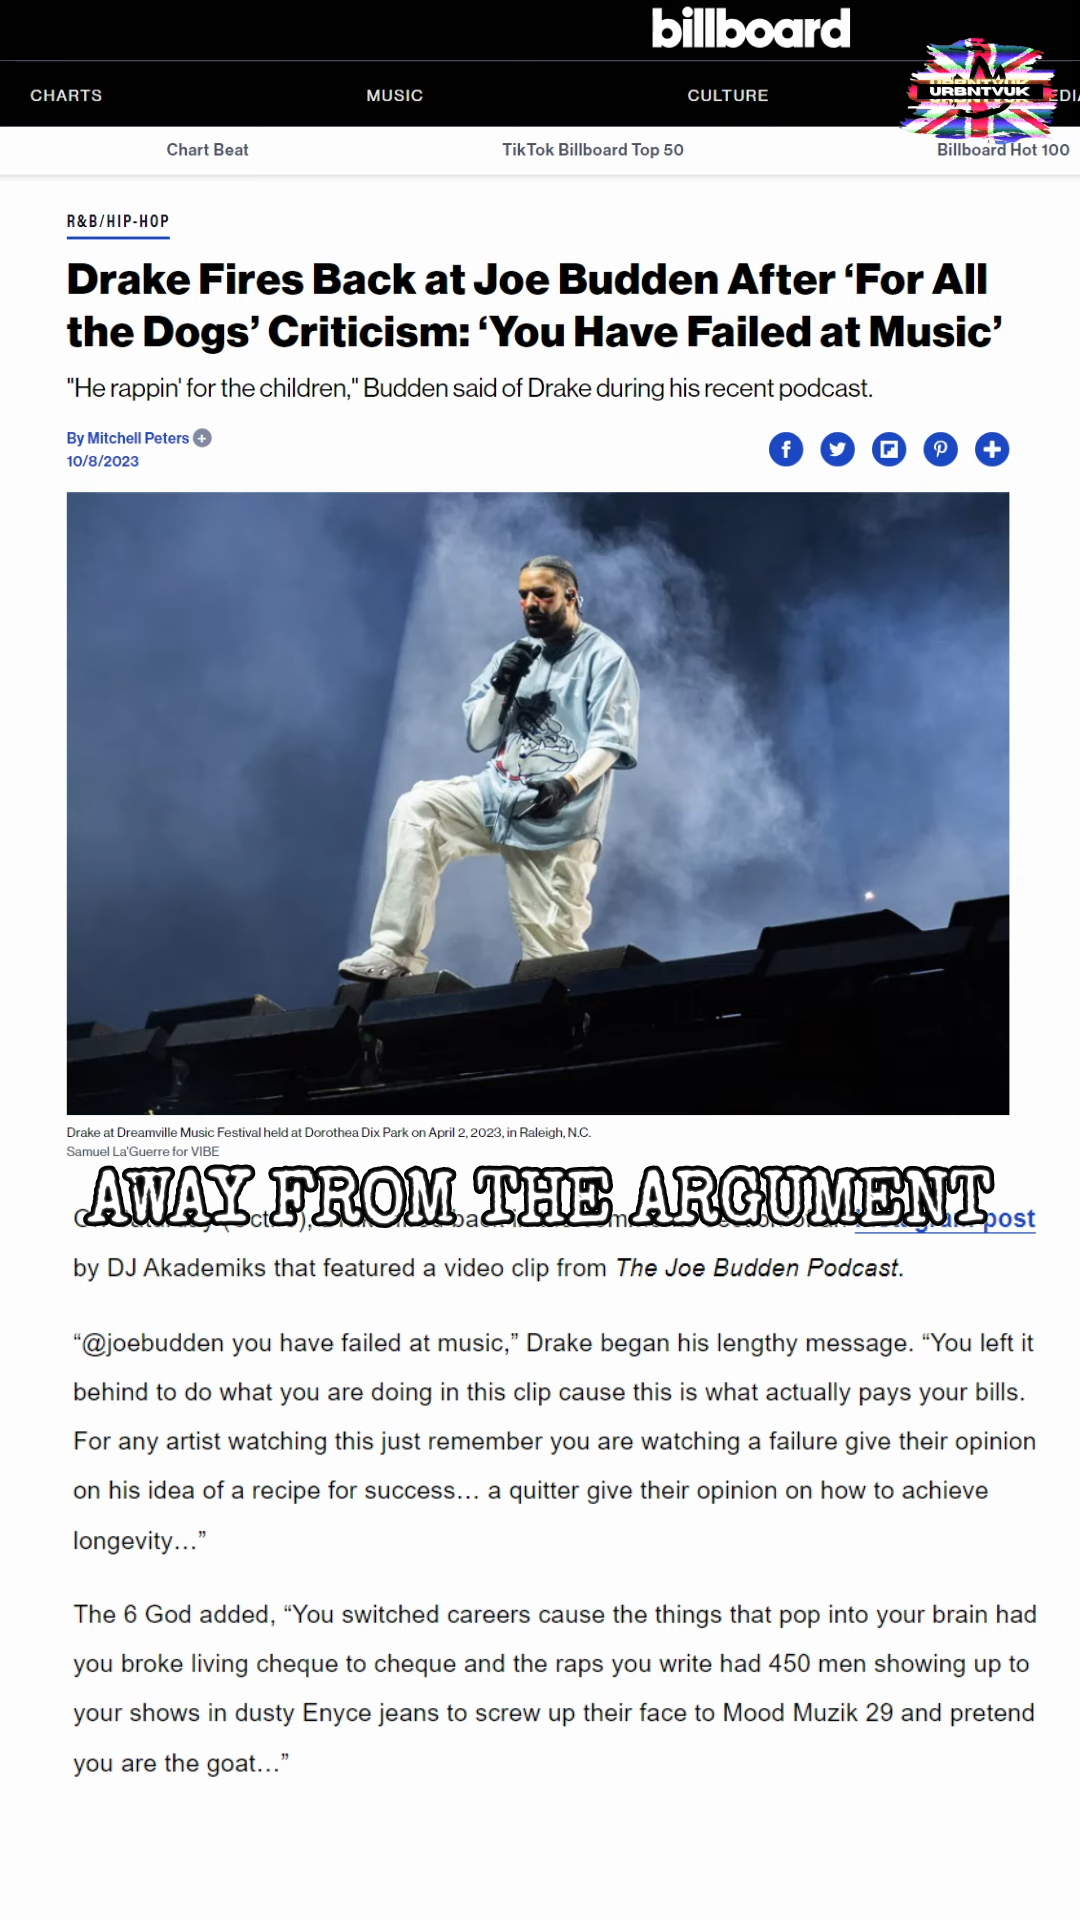 billboard
CHARTS
MUSIC
CULTURE
URBNTVUK
Chart Beat
TikTok Billboard Top 50
Billboard Hot 100
R&B/HIP-HOP
Drake Fires Back at Joe Budden After ‘For All
the Dogs’ Criticism: ‘You Have Failed at Music’
"He rappin' for the children," Budden said of Drake during his recent podcast.
By Mitchell Peters
10/8/2023
Drake at Dreamville Music Festival held at Dorothea Dix Park on April 2, 2023, in Raleigh, N.C.
Samuel La'Guerre for VIBE
AWAY FROM THE ARGUMENT
post
by DJ Akademiks that featured a video clip from The Joe Budden Podcast.
“@joebudden you have failed at music,” Drake began his lengthy message. “You left it
behind to do what you are doing in this clip cause this is what actually pays your bills.
For any artist watching this just remember you are watching a failure give their opinion
on his idea of a recipe for success… a quitter give their opinion on how to achieve
longevity…”
The 6 God added, “You switched careers cause the things that pop into your brain had
you broke living cheque to cheque and the raps you write had 450 men showing up to
your shows in dusty Enyce jeans to screw up their face to Mood Muzik 29 and pretend
you are the goat…”